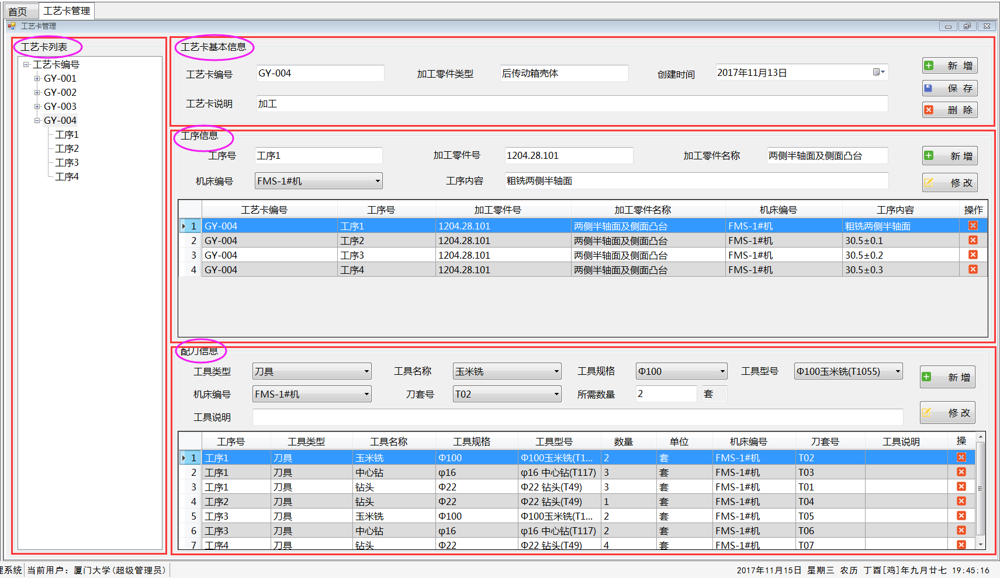 首页 工艺卡管理
工艺卡管理
工艺卡列表
工艺卡编号
GY-001
GY-002
GY-003
GY-004
工序1
工序2
工序3
工序4
工艺卡基本信息
工艺卡编号 GY-004 加工零件类型 后传动箱壳体 创建时间 2017年11月13日 新 增
保 存
工艺卡说明 加工 删 除
工序信息
工序号 工序1 加工零件号 1204.28.101 加工零件名称 两侧半轴面及侧面凸台 新 增
机床编号 FMS-1#机 工序内容 粗铣两侧半轴面 修 改
工艺卡编号 工序号 加工零件号 加工零件名称 机床编号 工序内容 操作
1 GY-004 工序1 1204.28.101 两侧半轴面及侧面凸台 FMS-1#机 粗铣两侧半轴面
2 GY-004 工序2 1204.28.101 两侧半轴面及侧面凸台 FMS-1#机 30.5±0.1
3 GY-004 工序3 1204.28.101 两侧半轴面及侧面凸台 FMS-1#机 30.5±0.2
4 GY-004 工序4 1204.28.101 两侧半轴面及侧面凸台 FMS-1#机 30.5±0.3
配刀信息
工具类型 刀具 工具名称 玉米铣 工具规格 Φ100 工具型号 Φ100玉米铣(T1055) 新 增
机床编号 FMS-1#机 刀套号 T02 所需数量 2 套
工具说明 修 改
工序号 工具类型 工具名称 工具规格 工具型号 数量 单位 机床编号 刀套号 工具说明 操
1 工序1 刀具 玉米铣 Φ100 Φ100玉米铣(T1... 2 套 FMS-1#机 T02
2 工序1 刀具 中心钻 φ16 φ16 中心钻(T117) 3 套 FMS-1#机 T03
3 工序1 刀具 钻头 Φ22 Φ22 钻头(T49) 3 套 FMS-1#机 T01
4 工序2 刀具 钻头 Φ22 Φ22 钻头(T49) 1 套 FMS-1#机 T04
5 工序3 刀具 玉米铣 Φ100 Φ100玉米铣(T1... 2 套 FMS-1#机 T05
6 工序3 刀具 中心钻 φ16 φ16 中心钻(T117) 2 套 FMS-1#机 T06
7 工序4 刀具 钻头 Φ22 Φ22 钻头(T49) 4 套 FMS-1#机 T07
理系统 当前用户：厦门大学(超级管理员) 2017年11月15日 星期三 农历 丁酉[鸡]年九月廿七 19:45:16